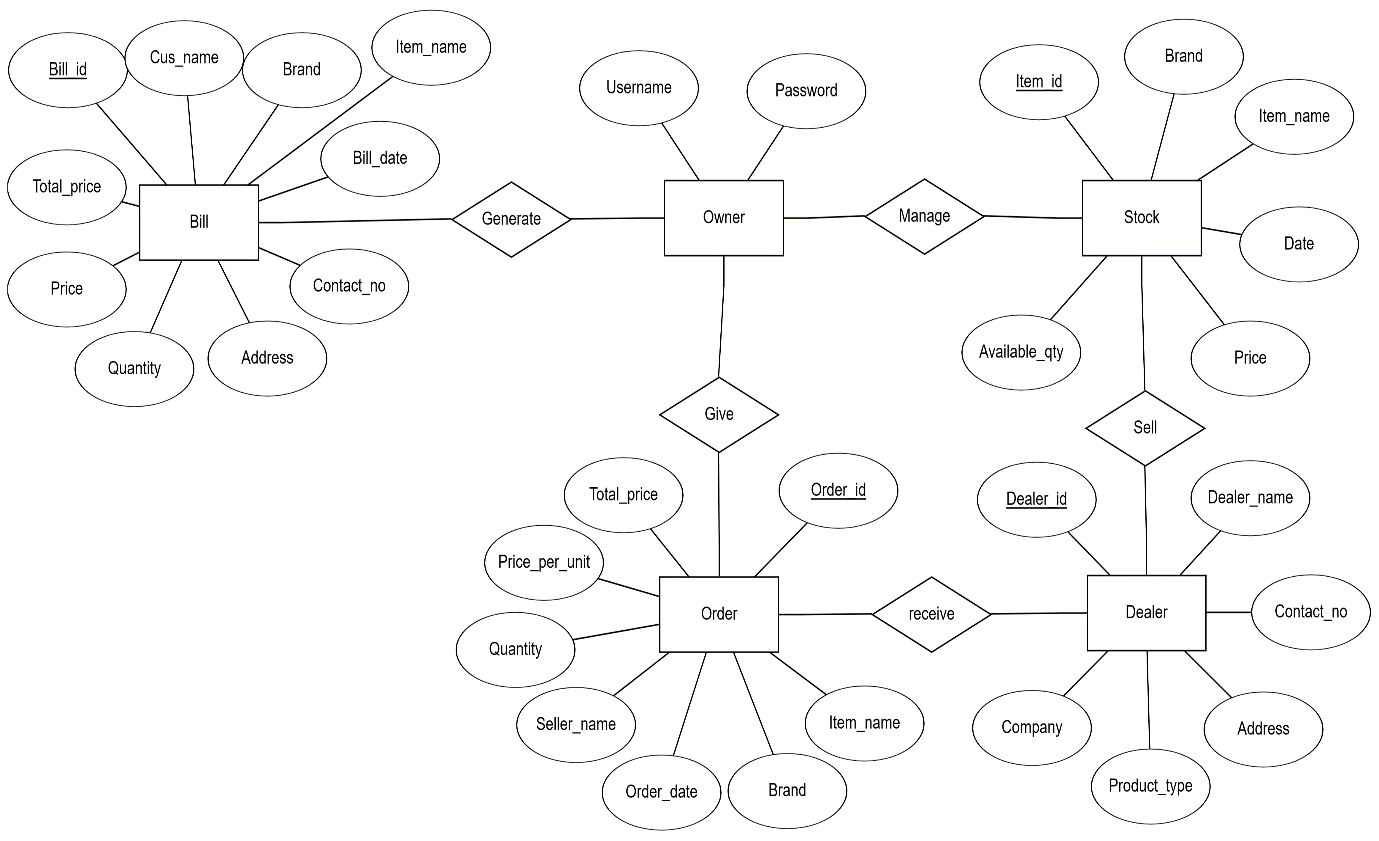 Bill_id
Cus_name
Brand
Item_name
Bill_date
Total_price
Bill
Price
Contact_no
Quantity
Address
Generate
Username
Password
Owner
Manage
Item_id
Brand
Item_name
Stock
Date
Available_qty
Price
Give
Sell
Total_price
Order_id
Price_per_unit
Order
Quantity
Seller_name
Order_date
Brand
Item_name
receive
Dealer_id
Dealer_name
Dealer
Contact_no
Company
Address
Product_type